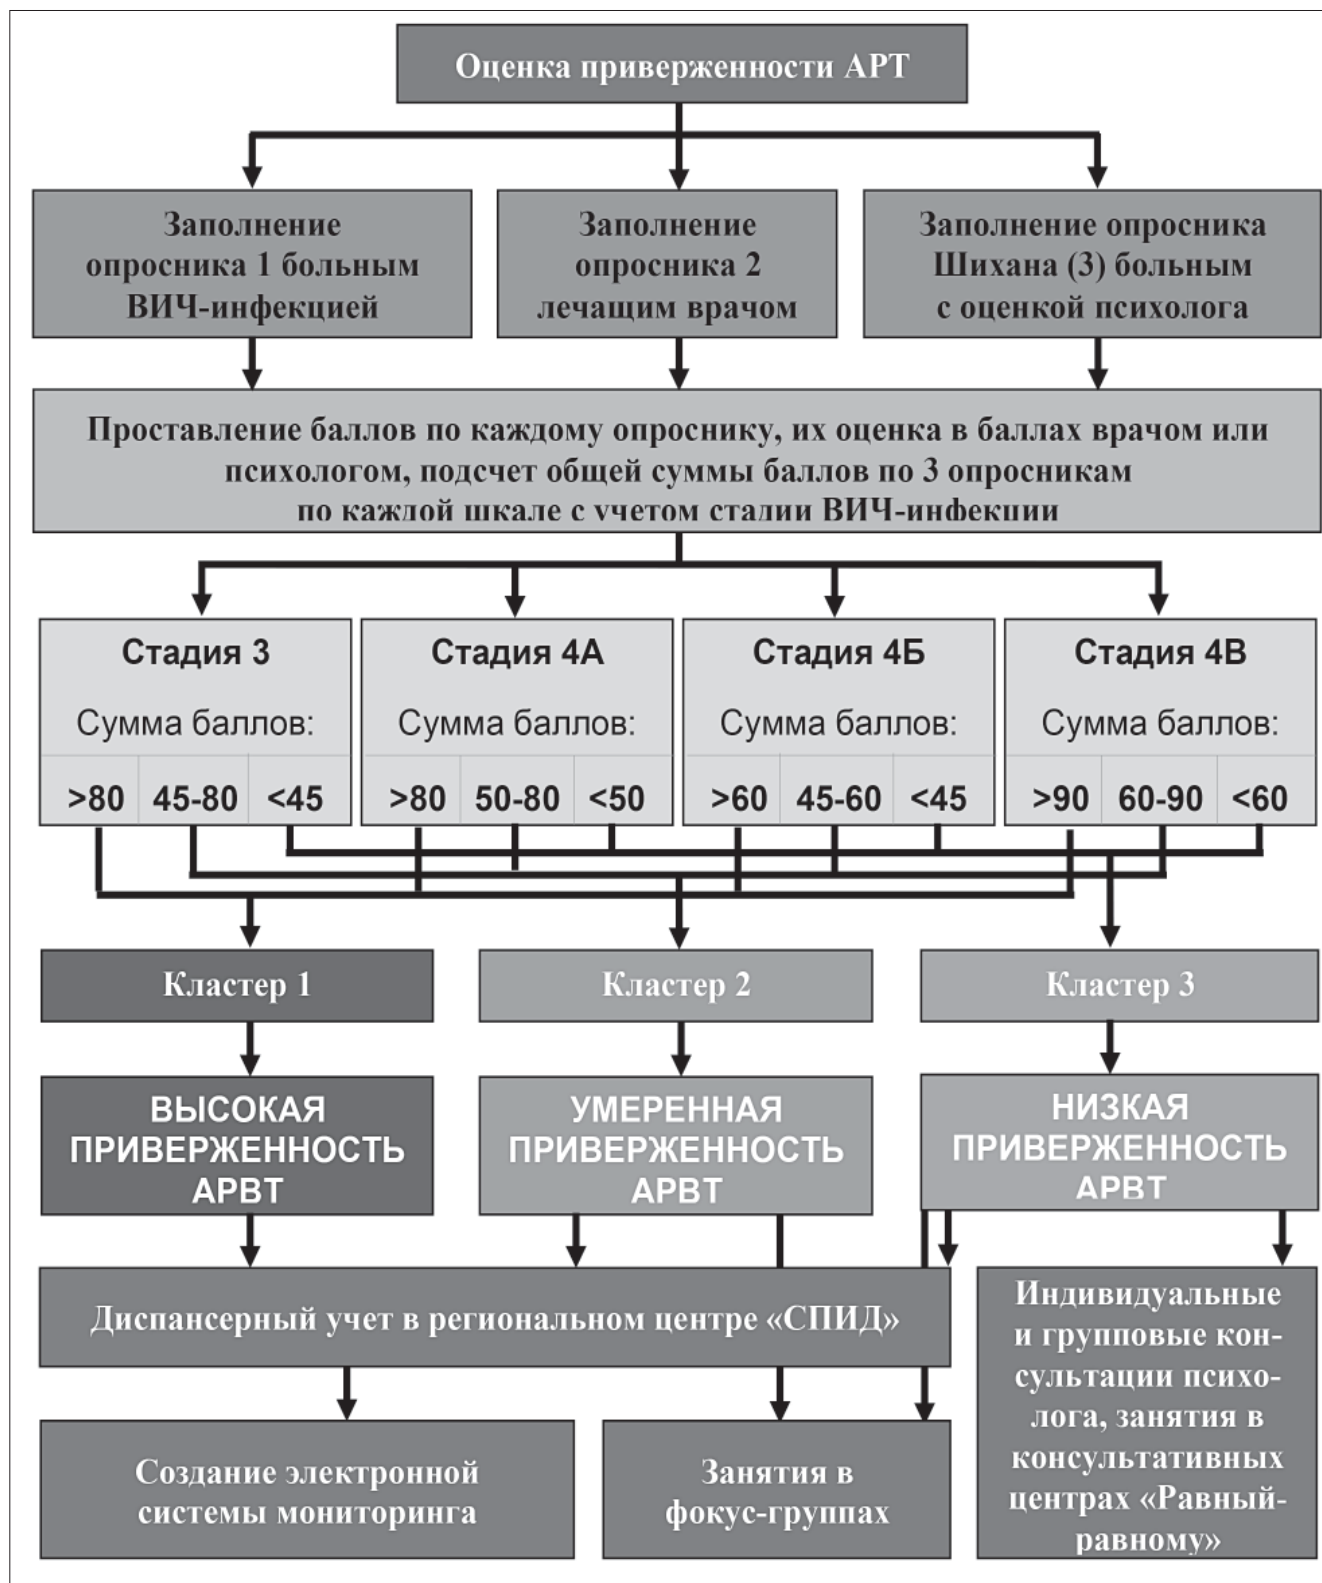 Оценка приверженности АРТ
Заполнение
опросника 1 больным
ВИЧ-инфекцией
Заполнение
опросника 2
лечащим врачом
Заполнение опросника
Шихана (3) больным
с оценкой психолога
Проставление баллов по каждому опроснику, их оценка в баллах врачом или
психологом, подсчет общей суммы баллов по 3 опросникам
по каждой шкале с учетом стадии ВИЧ-инфекции
Стадия 3
Сумма баллов:
>80 45-80 <45
Стадия 4А
Сумма баллов:
>80 50-80 <50
Стадия 4Б
Сумма баллов:
>60 45-60 <45
Стадия 4В
Сумма баллов:
>90 60-90 <60
Кластер 1
Кластер 2
Кластер 3
ВЫСОКАЯ
ПРИВЕРЖЕННОСТЬ
АРВТ
УМЕРЕННАЯ
ПРИВЕРЖЕННОСТЬ
АРВТ
НИЗКАЯ
ПРИВЕРЖЕННОСТЬ
АРВТ
Диспансерный учет в региональном центре «СПИД»
Индивидуальные
и групповые кон-
сультации психо-
лога, занятия в
консультативных
центрах «Равный-
равному»
Создание электронной
системы мониторинга
Занятия в
фокус-группах